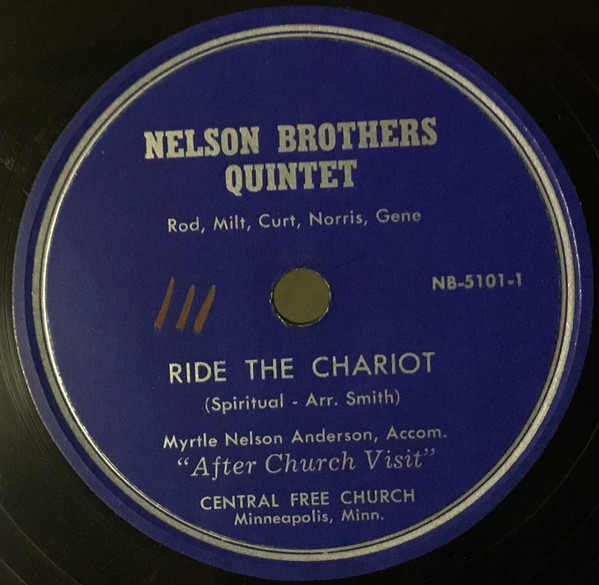 NELSON BROTHERS
QUINTET
Rod, Milt, Curt, Norris, Gene
NB-5101-1
III
RIDE THE CHARIOT
(Spiritual - Arr. Smith)
Myrtle Nelson Anderson, Accom.
“After Church Visit”
CENTRAL FREE CHURCH
Minneapolis, Minn.